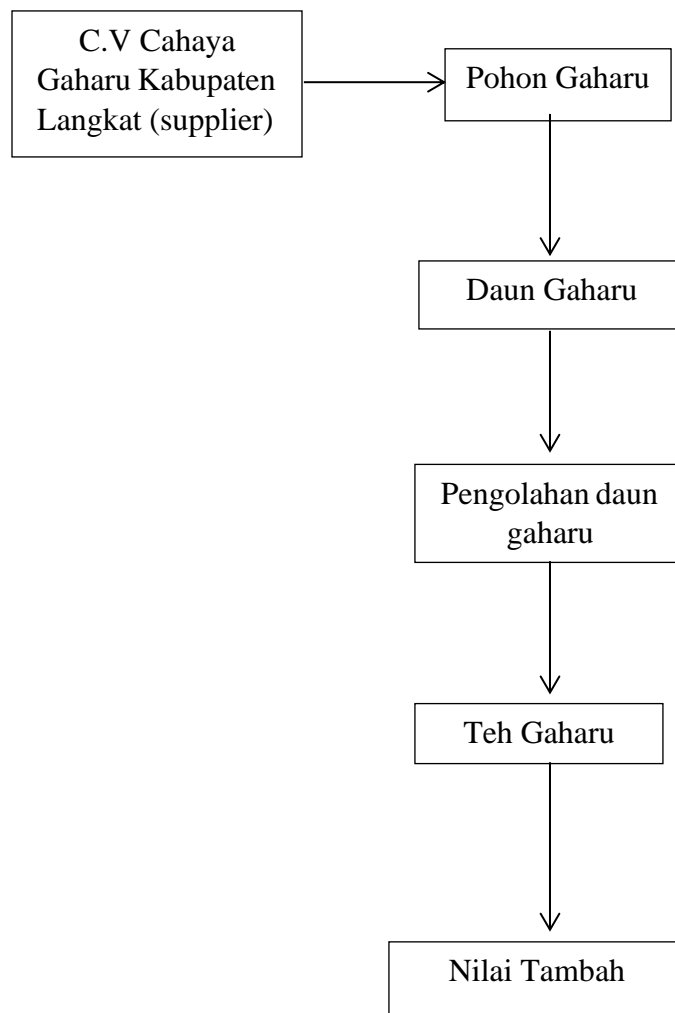 C.V Cahaya
Gaharu Kabupaten
Langkat (supplier)
Pohon Gaharu
Daun Gaharu
Pengolahan daun
gaharu
Teh Gaharu
Nilai Tambah